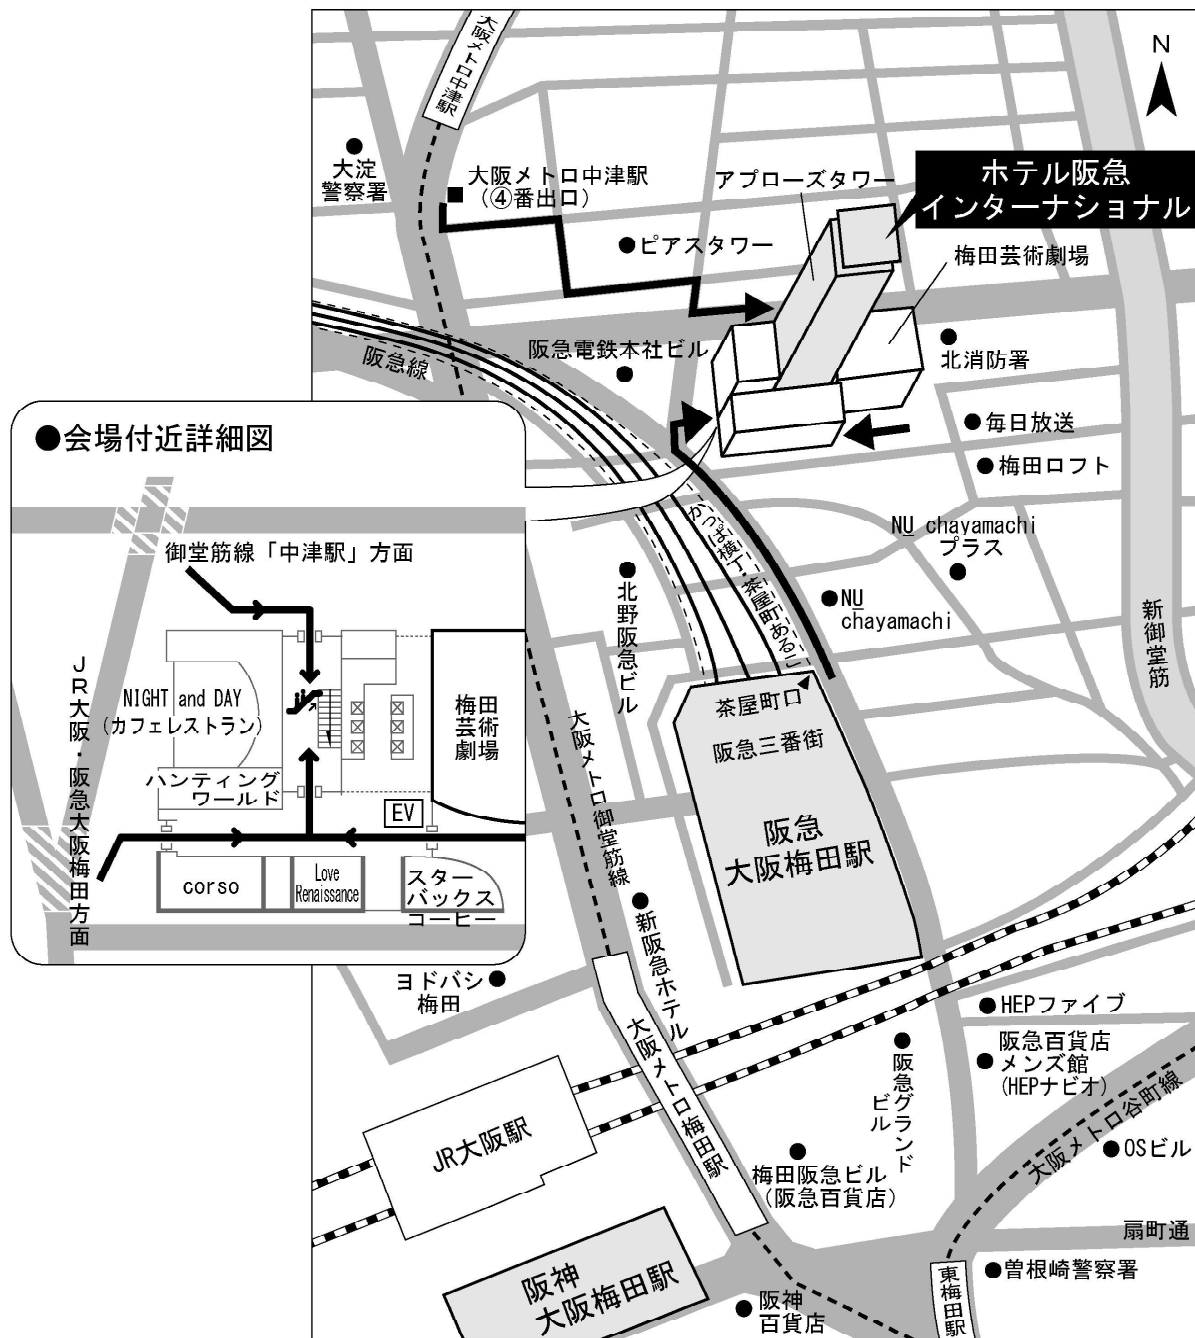 大阪メトロ中津駅
N
大淀
警察署
大阪メトロ中津駅
（④番出口）
アプローズタワー
ホテル阪急
インターナショナル
ピアスタワー
梅田芸術劇場
阪急電鉄本社ビル
北消防署
阪急線
毎日放送
梅田ロフト
●会場付近詳細図
御堂筋線「中津駅」方面
JR大阪・阪急大阪梅田方面
NIGHT and DAY
（カフェレストラン）
ハンティング
ワールド
梅田
芸術
劇場
EV
corso
Love
Renaissance
スター
バックス
コーヒー
かっぱ横丁・茶屋町あるこ
NU chayamachi
プラス
NU
chayamachi
北野阪急ビル
新御堂筋
茶屋町口
阪急三番街
大阪メトロ御堂筋線
阪急
大阪梅田駅
新阪急ホテル
ヨドバシ
梅田
大阪メトロ梅田駅
HEPファイブ
阪急百貨店
メンズ館
(HEPナビオ)
阪急グランド
ビル
JR大阪駅
大阪メトロ谷町線
OSビル
梅田阪急ビル
（阪急百貨店）
扇町通
阪神
大阪梅田駅
曽根崎警察署
東梅田駅
阪神
百貨店